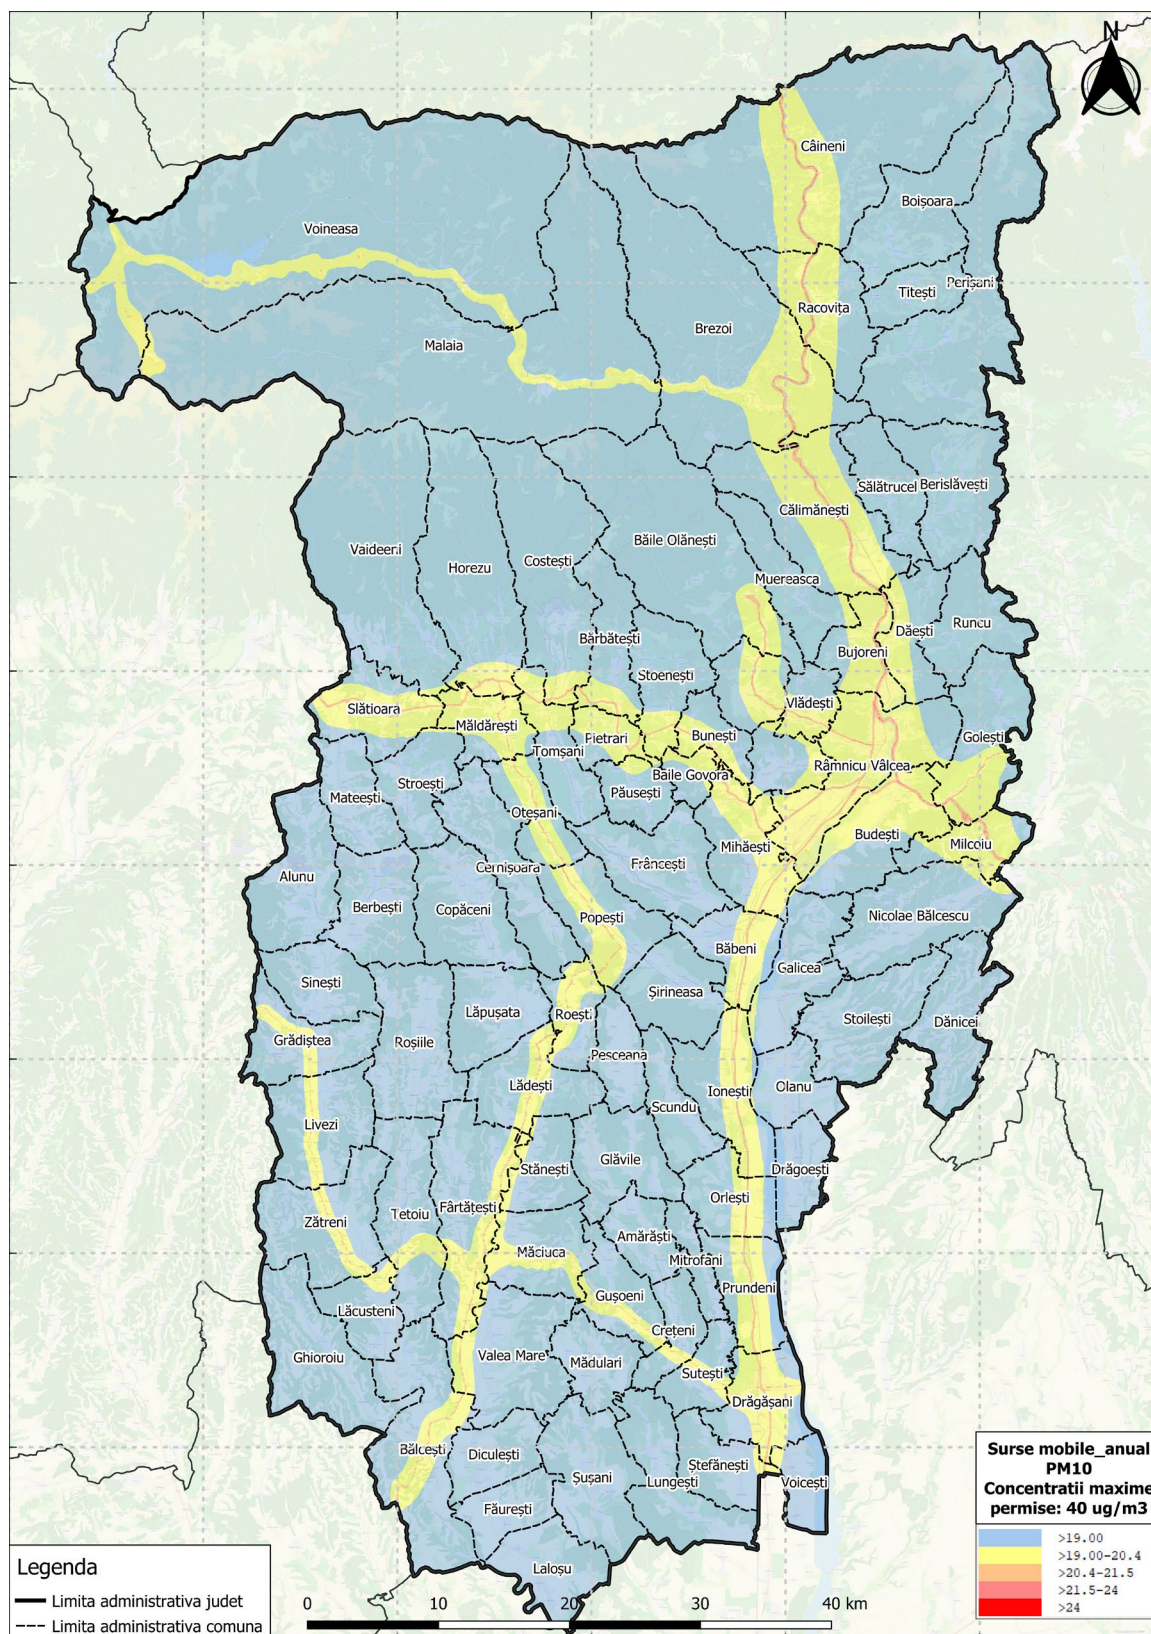 N
Câineni
Boișoara
Voineasa
Titești
Perișani
Racovița
Brezoi
Malaia
Sălătrucel
Berislăvești
Călimănești
Băile Olănești
Vaideeni
Costești
Horezu
Muereasca
Runcu
Dăești
Bărbătești
Bujoreni
Stoenești
Vlădești
Slătioara
Măldărești
Bunești
Golești
Pietrari
Tomșani
Râmnicu Vâlcea
Băile Govora
Stroești
Păusești
Mateești
Oteșani
Budești
Milcoiu
Mihăești
Frâncești
Cernișoara
Alunu
Berbești
Copăceni
Nicolae Bălcescu
Popești
Băbeni
Galicea
Sinești
Șirineasa
Lăpușata
Roești
Stoilești
Dănicei
Grădiștea
Roșiile
Pesceana
Lădești
Olanu
Ionești
Scundu
Livezi
Glăvile
Stănești
Drăgoești
Orlești
Fârtățești
Tetoiu
Zătreni
Amărăști
Măciuca
Mitrofani
Prundeni
Gușoeni
Lăcusteni
Crețeni
Valea Mare
Ghioroiu
Mădulari
Sutești
Drăgășani
Bălcești
Diculești
Ștefănești
Șușani
Lungești
Voicești
Făurești
Laloșu
Surse mobile_anual
PM10
Concentratii maxime
permise: 40 ug/m3
>19.00
>19.00-20.4
>20.4-21.5
>21.5-24
>24
Legenda
Limita administrativa judet
Limita administrativa comuna
0 10 20 30 40 km